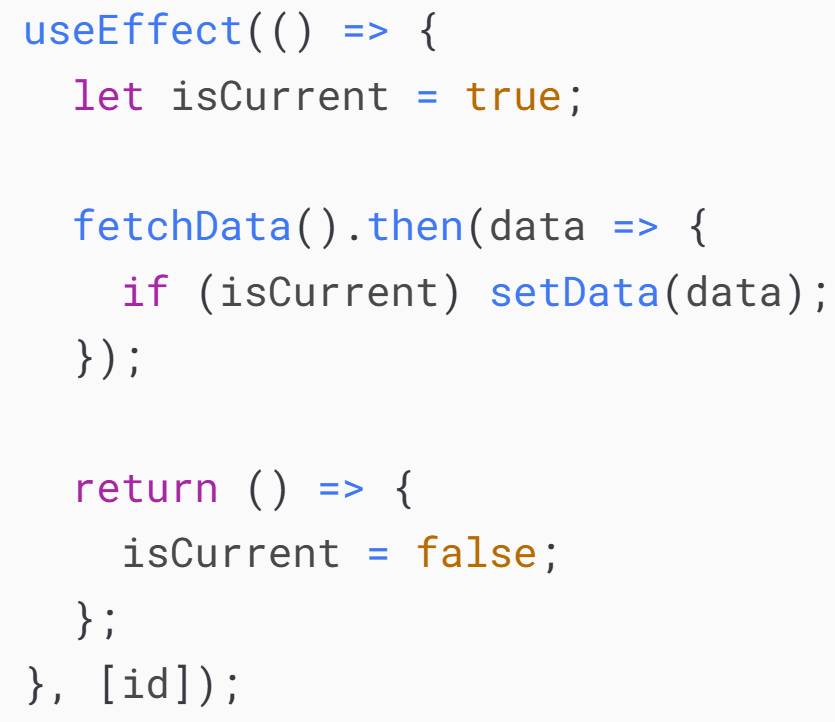 useEffect(() => {
  let isCurrent = true;

  fetchData().then(data => {
    if (isCurrent) setData(data);
  });

  return () => {
    isCurrent = false;
  };
}, [id]);